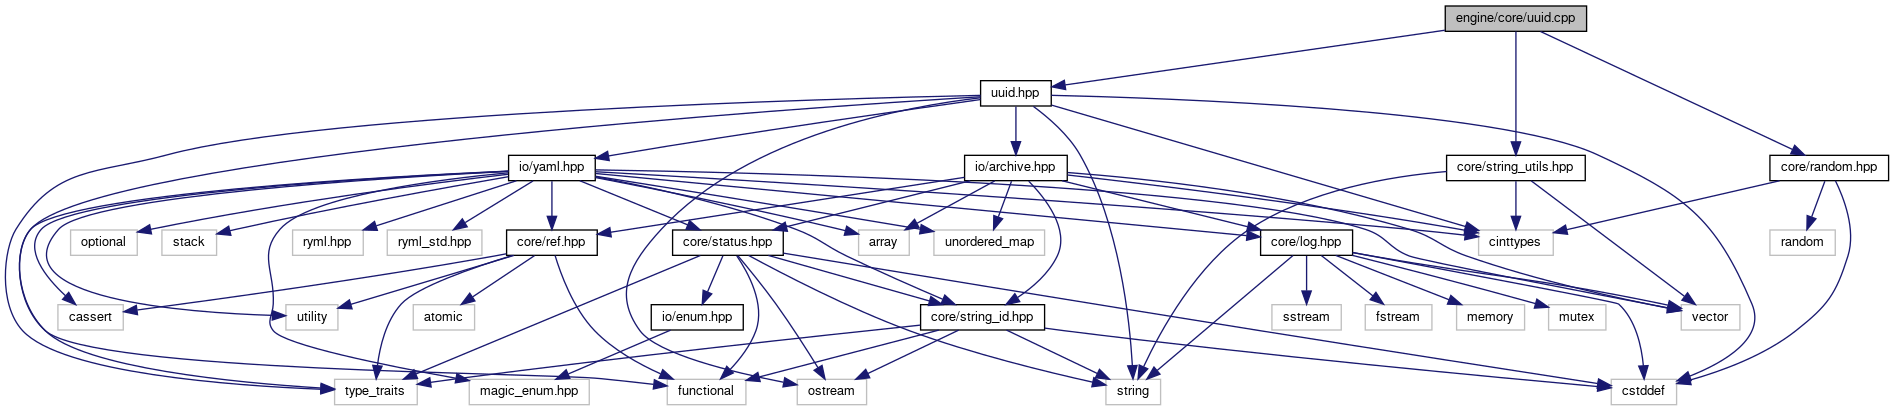 engine/core/uuid.cpp
uuid.hpp
io/yaml.hpp
io/archive.hpp
core/string_utils.hpp
core/random.hpp
optional
stack
ryml.hpp
ryml_std.hpp
core/ref.hpp
core/status.hpp
array
unordered_map
core/log.hpp
cinttypes
random
cassert
utility
atomic
io/enum.hpp
core/string_id.hpp
sstream
fstream
memory
mutex
vector
type_traits
magic_enum.hpp
functional
ostream
string
cstddef